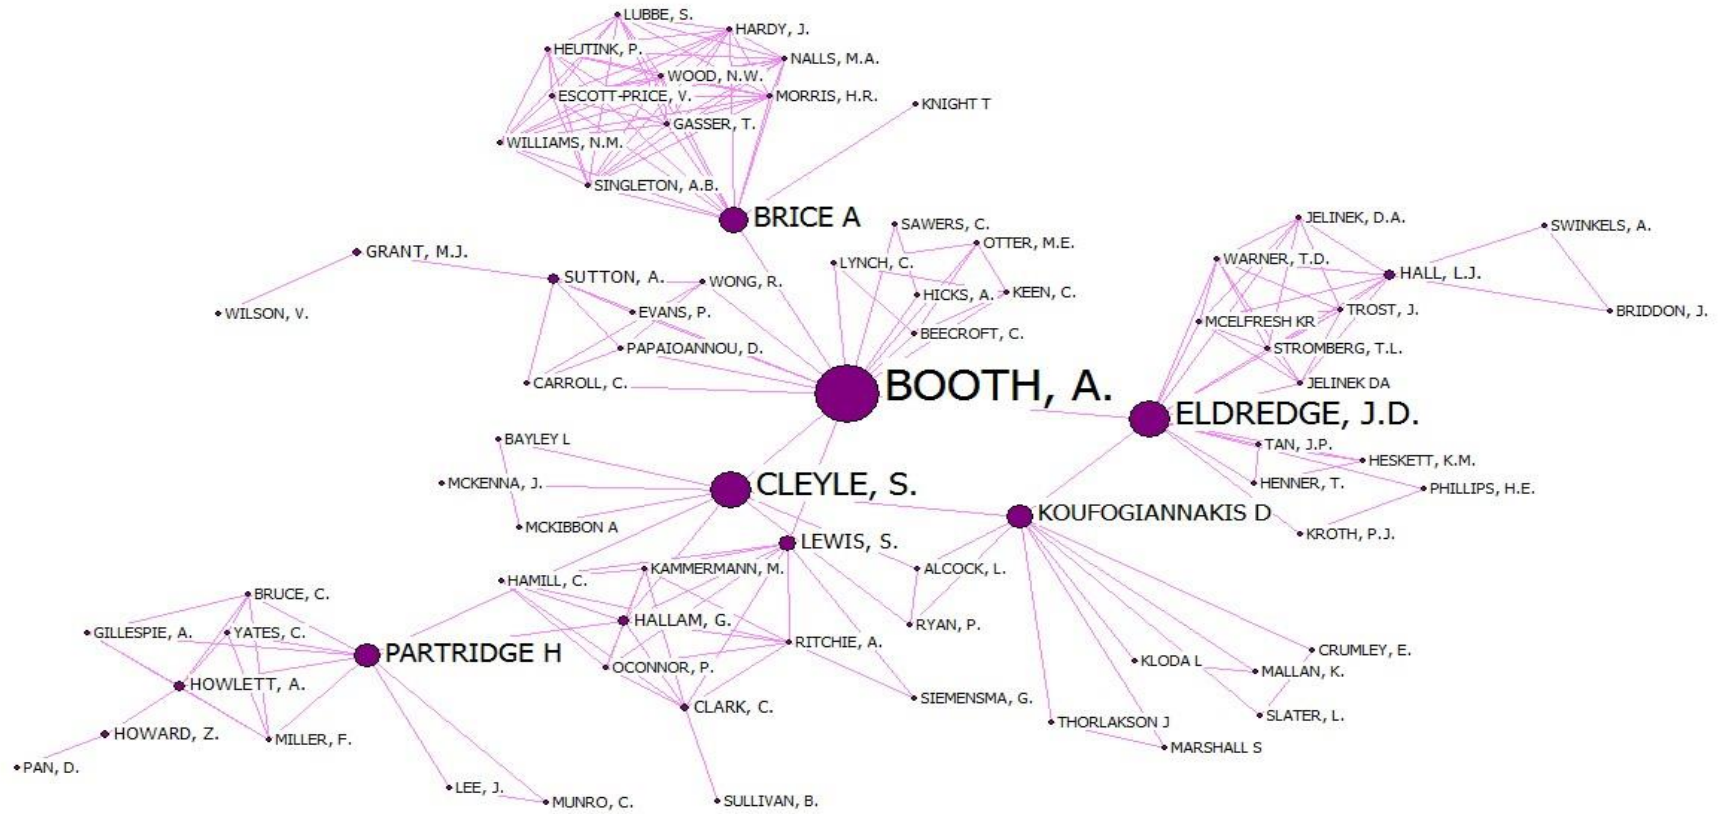 LUBBE, S.
HARDY, J.
HEUTINK, P.
NALLS, M.A.
WOOD, N.W.
ESCOTT-PRICE, V.
MORRIS, H.R.
KNIGHT T
GASSER, T.
WILLIAMS, N.M.
SINGLETON, A.B.
BRICE A
SAWERS, C.
JELINEK, D.A.
SWINKELS, A.
GRANT, M.J.
OTTER, M.E.
LYNCH, C.
WARNER, T.D.
HALL, L.J.
SUTTON, A.
WONG, R.
HICKS, A.
KEEN, C.
WILSON, V.
EVANS, P.
TROST, J.
BRIDDON, J.
MCELFRESH KR
BEECROFT, C.
PAPAIOANNOU, D.
STROMBERG, T.L.
CARROLL, C.
BOOTH, A.
JELINEK DA
ELDREDGE, J.D.
BAYLEY L
TAN, J.P.
HESKETT, K.M.
MCKENNA, J.
CLEYLE, S.
HENNER, T.
PHILLIPS, H.E.
MCKIBBON A
KOUFOGIANNAKIS D
KROTH, P.J.
LEWIS, S.
KAMMERMANN, M.
ALCOCK, L.
HAMILL, C.
BRUCE, C.
HALLAM, G.
RYAN, P.
GILLESPIE, A.
YATES, C.
RITCHIE, A.
CRUMLEY, E.
PARTRIDGE H
OCONNOR, P.
KLODA L
MALLAN, K.
HOWLETT, A.
SIEMENSMA, G.
CLARK, C.
SLATER, L.
THORLAKSON J
HOWARD, Z.
MILLER, F.
MARSHALL S
PAN, D.
LEE, J.
MUNRO, C.
SULLIVAN, B.